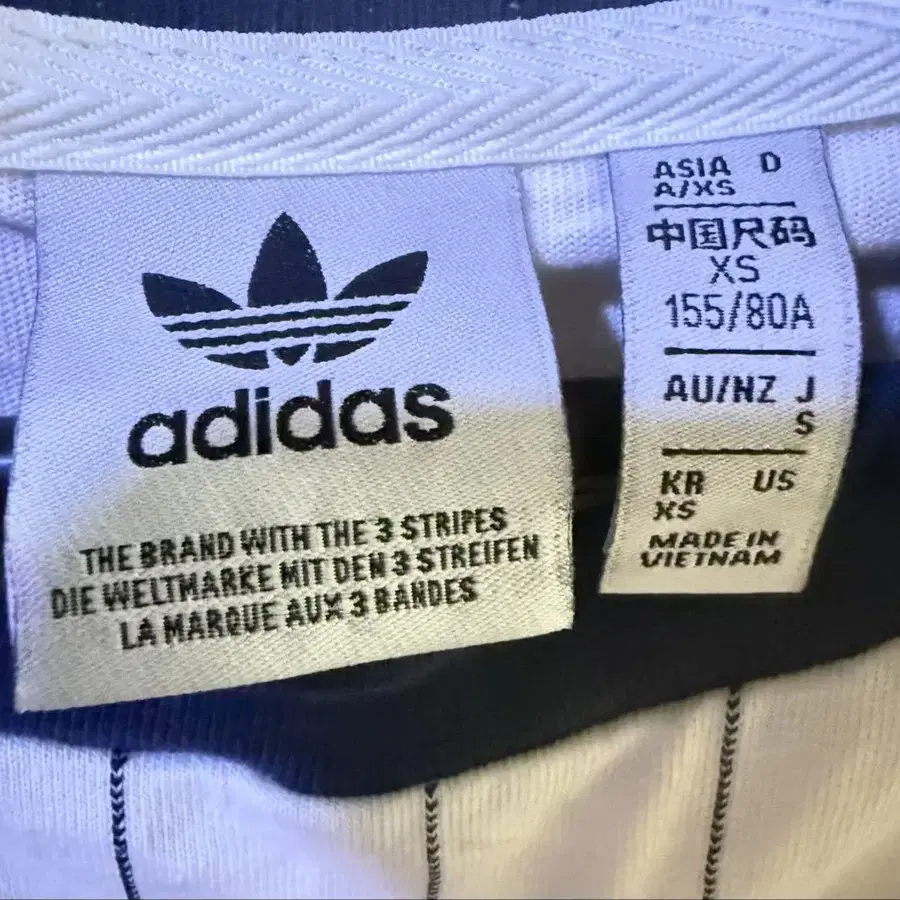 adidas
THE BRAND WITH THE 3 STRIPES
DIE WELTMARKE MIT DEN 3 STREIFEN
LA MARQUE AUX 3 BANDES
ASIA D
A/XS
中国尺码
XS
155/80A
AU/NZ J
S
KR US
XS
MADE IN
VIETNAM